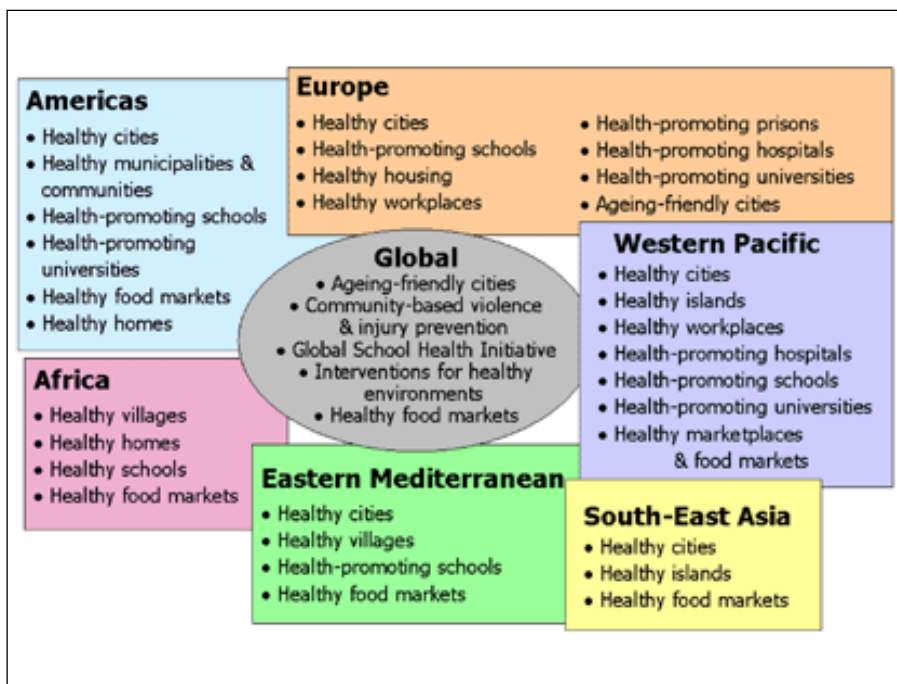 Americas
• Healthy cities
• Healthy municipalities &
communities
• Health-promoting schools
• Health-promoting
universities
• Healthy food markets
• Healthy homes
Europe
• Healthy cities
• Health-promoting schools
• Healthy housing
• Healthy workplaces
• Health-promoting prisons
• Health-promoting hospitals
• Health-promoting universities
• Ageing-friendly cities
Global
• Ageing-friendly cities
• Community-based violence
& injury prevention
• Global School Health Initiative
• Interventions for healthy
environments
• Healthy food markets
Western Pacific
• Healthy cities
• Healthy islands
• Healthy workplaces
• Health-promoting hospitals
• Health-promoting schools
• Health-promoting universities
• Healthy marketplaces
& food markets
Africa
• Healthy villages
• Healthy homes
• Healthy schools
• Healthy food markets
Eastern Mediterranean
• Healthy cities
• Healthy villages
• Health-promoting schools
• Healthy food markets
South-East Asia
• Healthy cities
• Healthy islands
• Healthy food markets